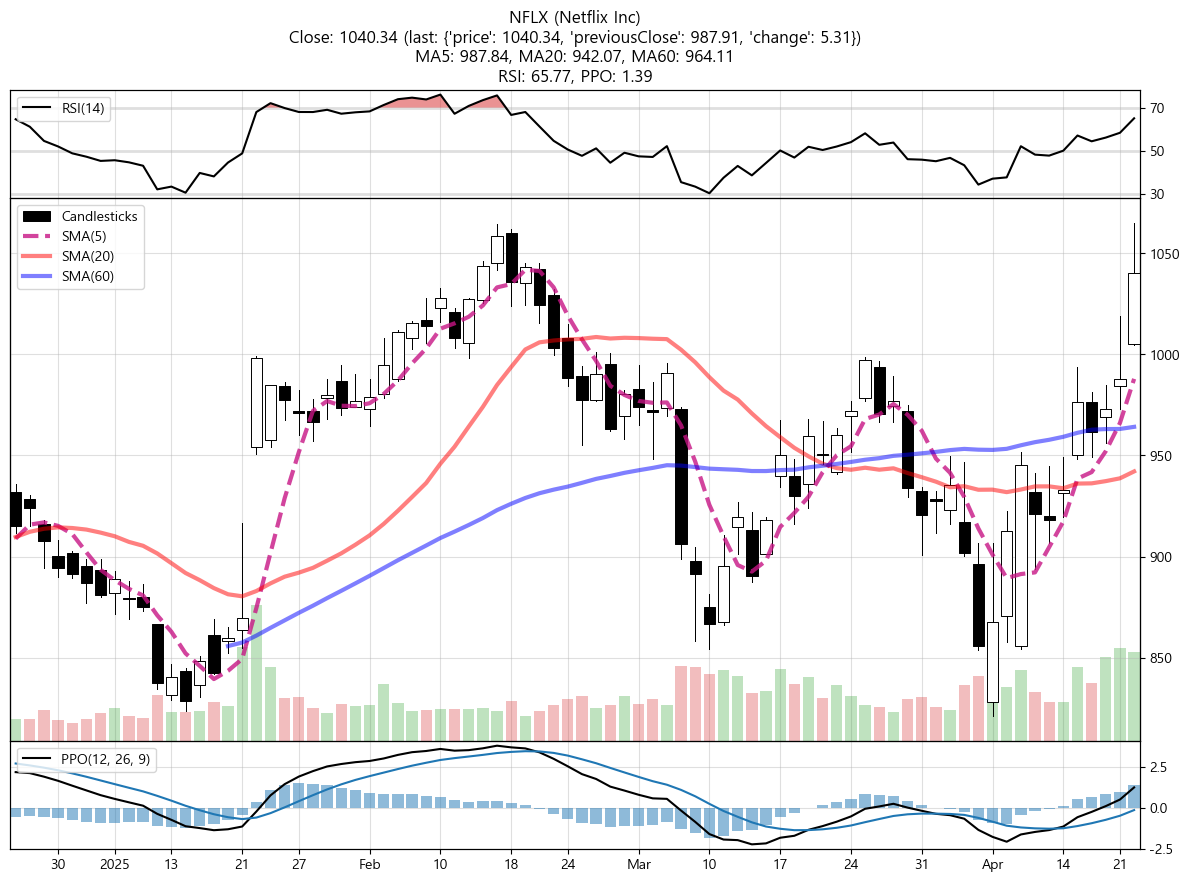 NFLX (Netflix Inc)
Close: 1040.34 (last: {'price': 1040.34, 'previousClose': 987.91, 'change': 5.31})
MA5: 987.84, MA20: 942.07, MA60: 964.11
RSI: 65.77, PPO: 1.39
RSI(14)
70
50
30
Candlesticks
SMA(5)
SMA(20)
SMA(60)
1050
1000
950
900
850
PPO(12, 26, 9)
2.5
0.0
-2.5
30 2025 13 21 27 Feb 10 18 24 Mar 10 17 24 31 Apr 14 21